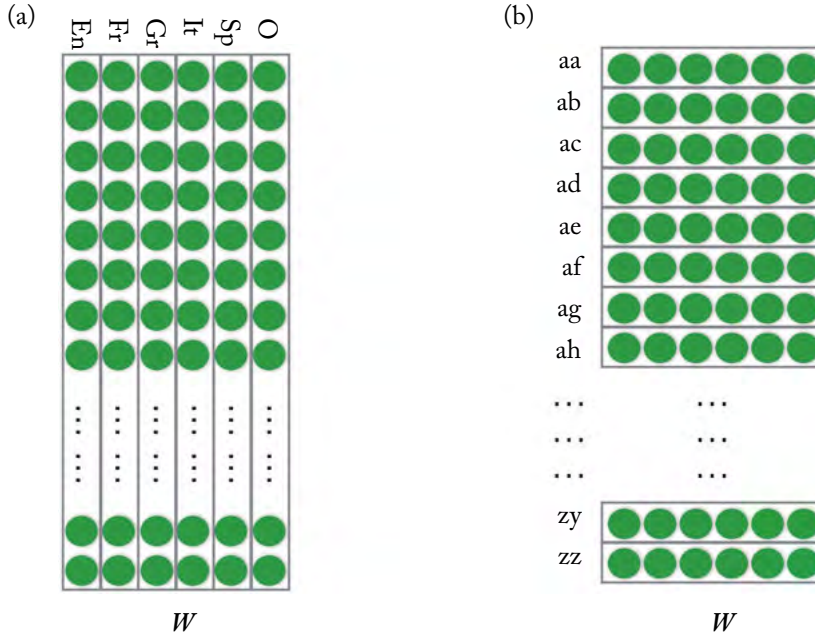 (a)
En Fr Gr It Sp O
W
(b)
aa
ab
ac
ad
ae
af
ag
ah
... ...
... ...
... ...
zy
zz
W